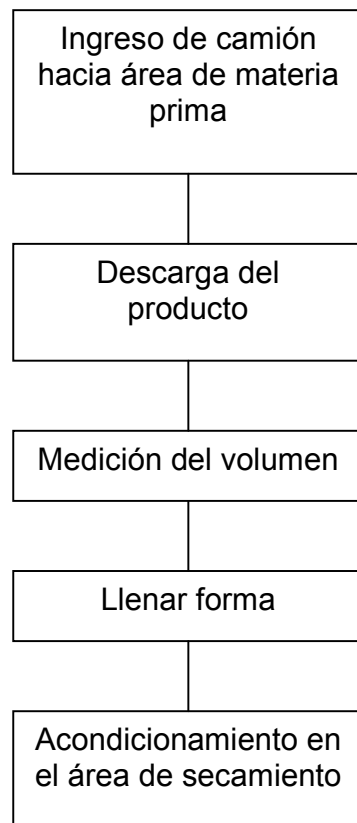 Ingreso de camión
hacia área de materia
prima
Descarga del
producto
Medición del volumen
Llenar forma
Acondicionamiento en
el área de secamiento